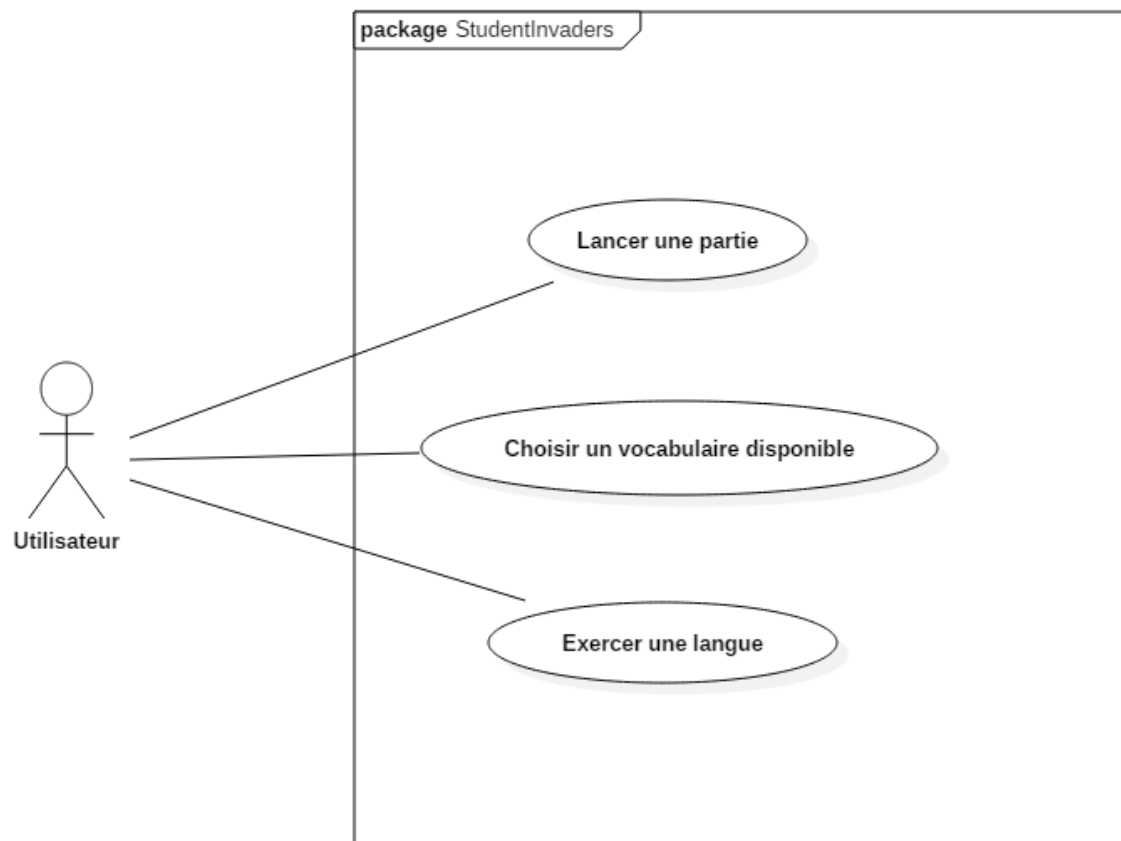 package StudentInvaders
Lancer une partie
Choisir un vocabulaire disponible
Utilisateur
Exercer une langue